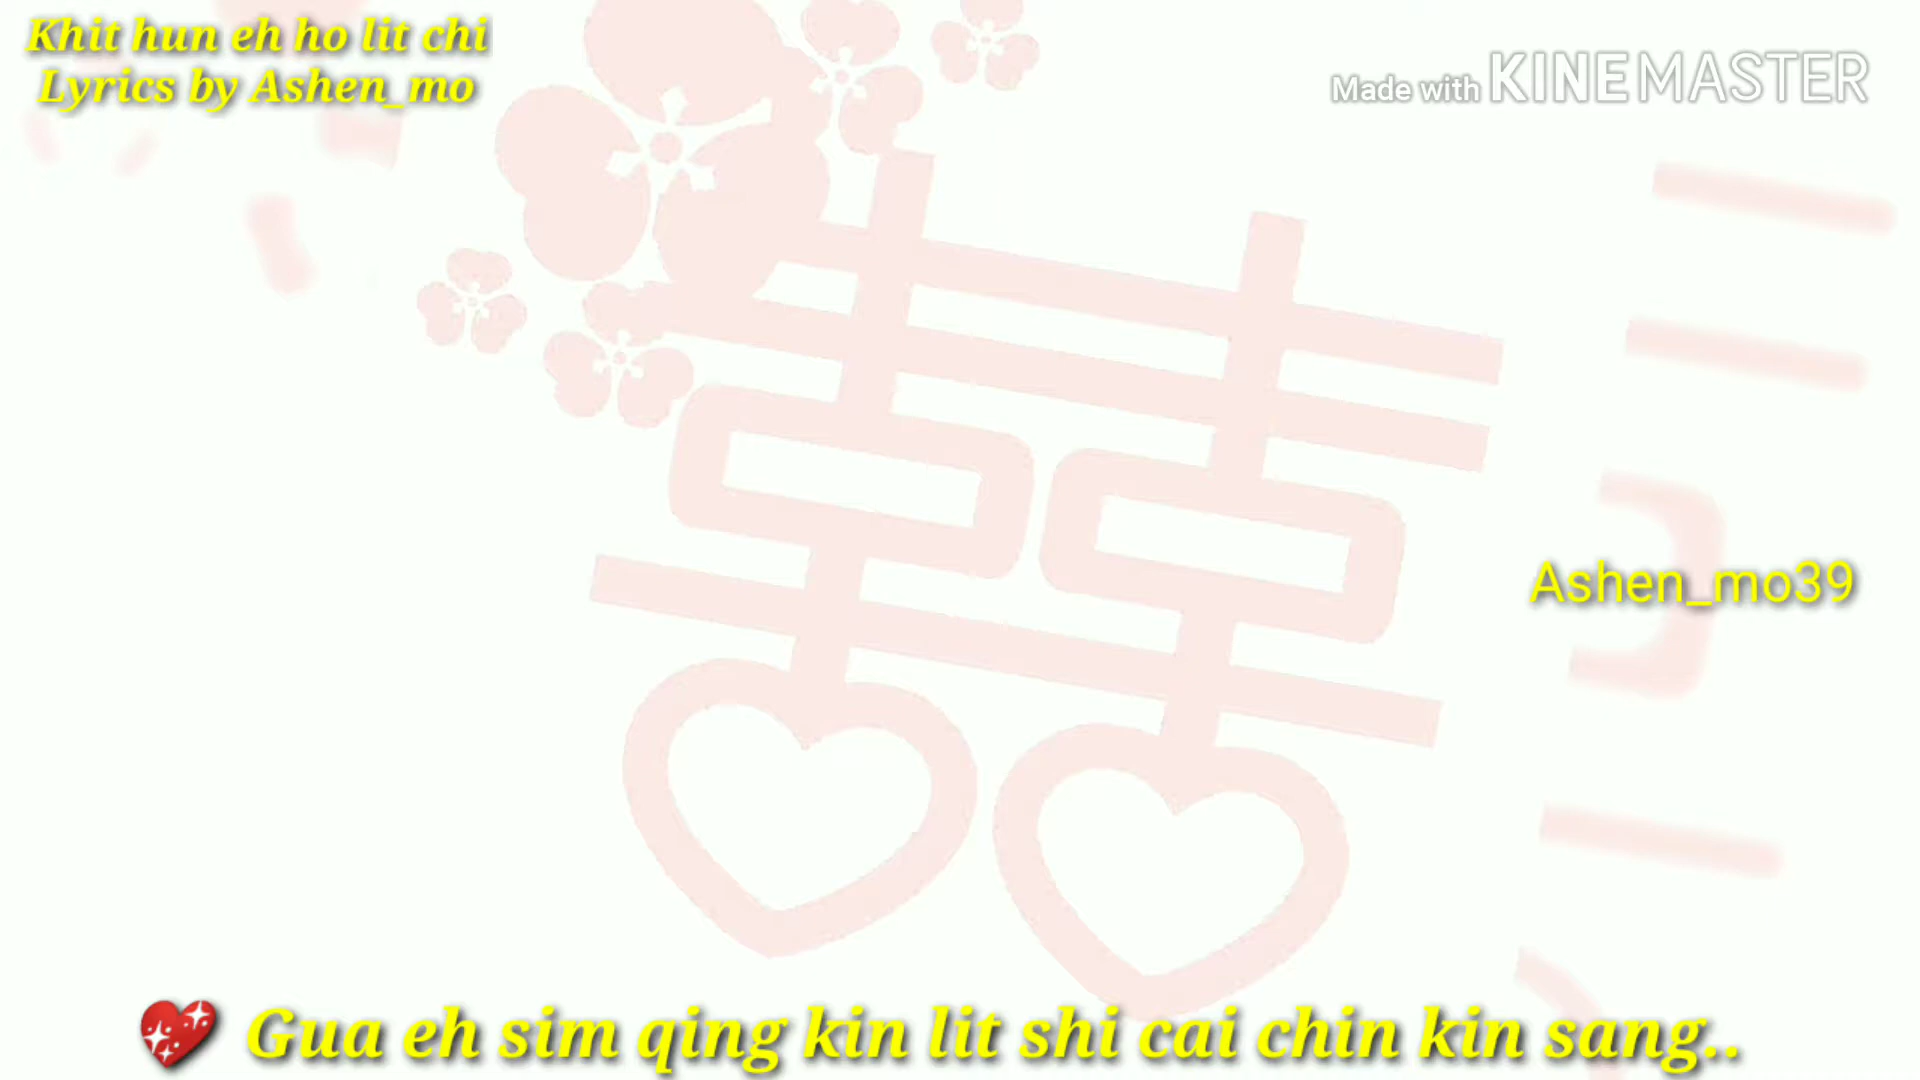 Khit hun eh ho lit chi
Lyrics by Ashen_mo
Made with KINEMASTER
囍
Ashen_mo39
💖 Gua eh sim qing kin lit shi cai chin kin sang..